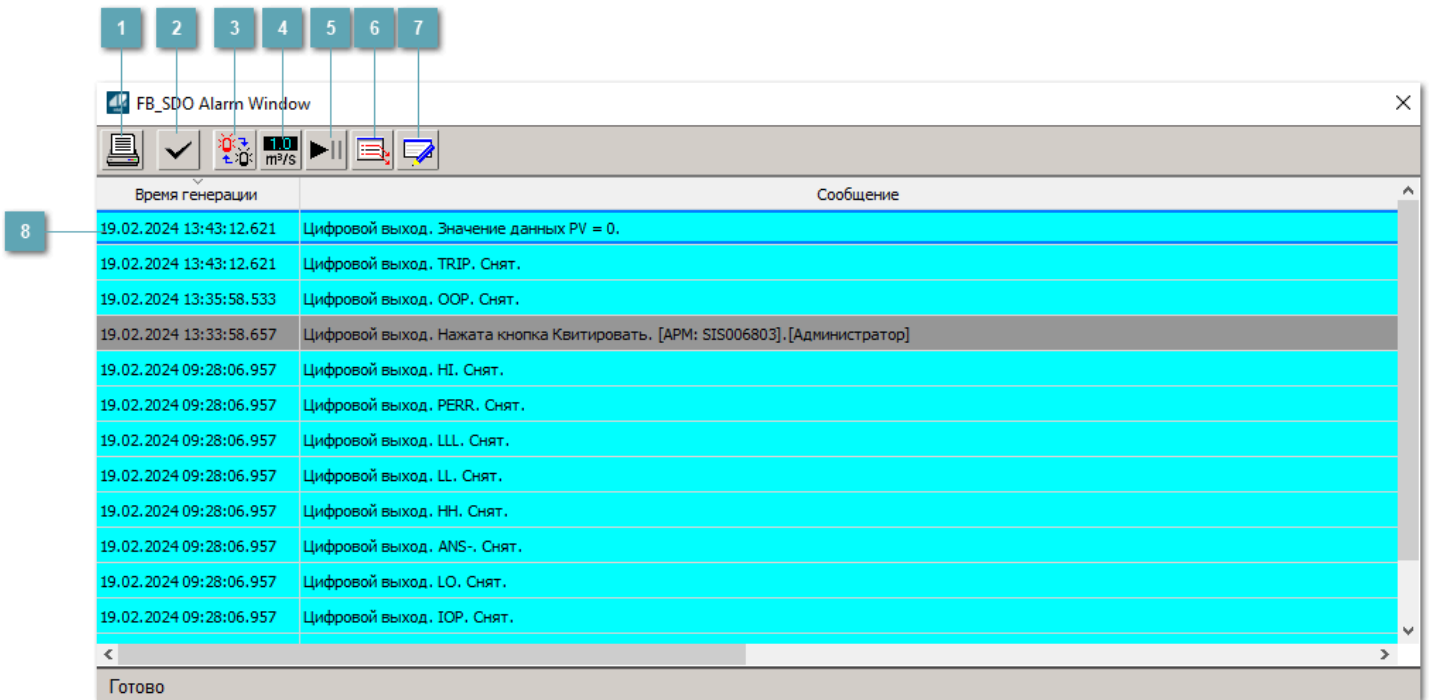 1 2 3 4 5 6 7
FB_SDO Alarm Window
1.0
m³/s
Время генерации Сообщение
8
19.02.2024 13:43:12.621 Цифровой выход. Значение данных PV = 0.
19.02.2024 13:43:12.621 Цифровой выход. TRIP. Снят.
19.02.2024 13:35:58.533 Цифровой выход. OOP. Снят.
19.02.2024 13:33:58.657 Цифровой выход. Нажата кнопка Квитировать. [АРМ: SIS006803].[Администратор]
19.02.2024 09:28:06.957 Цифровой выход. HI. Снят.
19.02.2024 09:28:06.957 Цифровой выход. PERR. Снят.
19.02.2024 09:28:06.957 Цифровой выход. LLL. Снят.
19.02.2024 09:28:06.957 Цифровой выход. LL. Снят.
19.02.2024 09:28:06.957 Цифровой выход. HH. Снят.
19.02.2024 09:28:06.957 Цифровой выход. ANS-. Снят.
19.02.2024 09:28:06.957 Цифровой выход. LO. Снят.
19.02.2024 09:28:06.957 Цифровой выход. IOP. Снят.
Готово